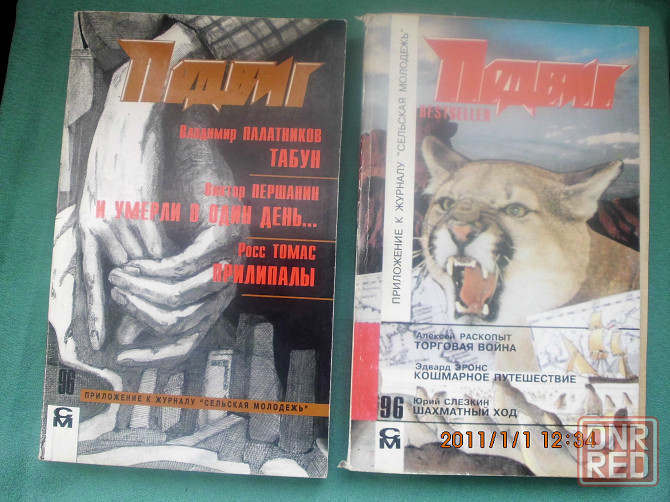 Подвиг
Владимир ПАЛАТНИКОВ
ТАБУН
Виктор ПЕРШАНИН
И УМЕРЛИ В ОДИН ДЕНЬ...
Росс ТОМАС
ПРИЛИПАЛЫ
96
ПРИЛОЖЕНИЕ К ЖУРНАЛУ "СЕЛЬСКАЯ МОЛОДЕЖЬ"
СМ
Подвиг
BESTSELLER
ПРИЛОЖЕНИЕ К ЖУРНАЛУ "СЕЛЬСКАЯ МОЛОДЕЖЬ"
Алексей РАСКОПЫТ
ТОРГОВАЯ ВОЙНА
Эдвард ЭРОНС
КОШМАРНОЕ ПУТЕШЕСТВИЕ
Юрий СЛЕЗКИН
ШАХМАТНЫЙ ХОД
96
СМ
2011/1/1 12:34
DNR
RED